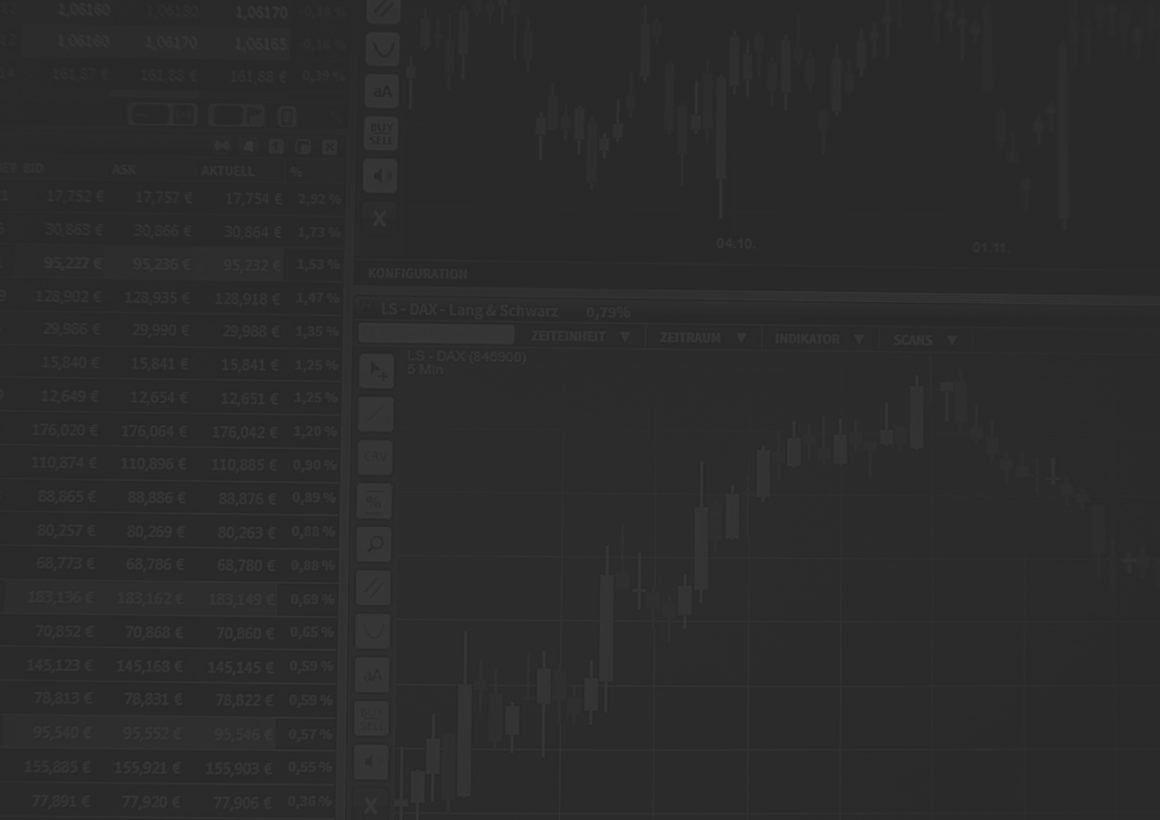 1,06160 1,06160 1,06170
1,06160 1,06170 1,06165 -0,16 %
161,87 161,88 161,88 0,39 %
BID ASK AKTUELL %
17,752 € 17,757 € 17,754 € 2,92 %
30,863 € 30,866 € 30,864 € 1,73 %
95,227 € 95,236 € 95,232 € 1,53 %
128,902 € 128,935 € 128,918 € 1,47 %
29,986 € 29,990 € 29,988 € 1,35 %
15,840 € 15,841 € 15,841 € 1,25 %
12,649 € 12,654 € 12,651 € 1,25 %
176,020 € 176,064 € 176,042 € 1,20 %
110,874 € 110,896 € 110,885 € 0,90 %
88,865 € 88,886 € 88,876 € 0,89 %
80,257 € 80,269 € 80,263 € 0,88 %
68,773 € 68,786 € 68,780 € 0,88 %
183,136 € 183,162 € 183,149 € 0,69 %
70,852 € 70,868 € 70,860 € 0,65 %
145,123 € 145,168 € 145,145 € 0,59 %
78,813 € 78,831 € 78,822 € 0,59 %
95,540 € 95,552 € 95,546 € 0,57 %
155,885 € 155,921 € 155,903 € 0,55 %
77,891 € 77,920 € 77,906 € 0,36 %
aA
BUY
SELL
X
04.10. 01.11.
KONFIGURATION
LS - DAX - Lang & Schwarz 0,79%
ZEITEINHEIT ZEITRAUM INDIKATOR SCANS
LS - DAX (846900)
5 Min
CRV
%
aA
BUY
SELL
X